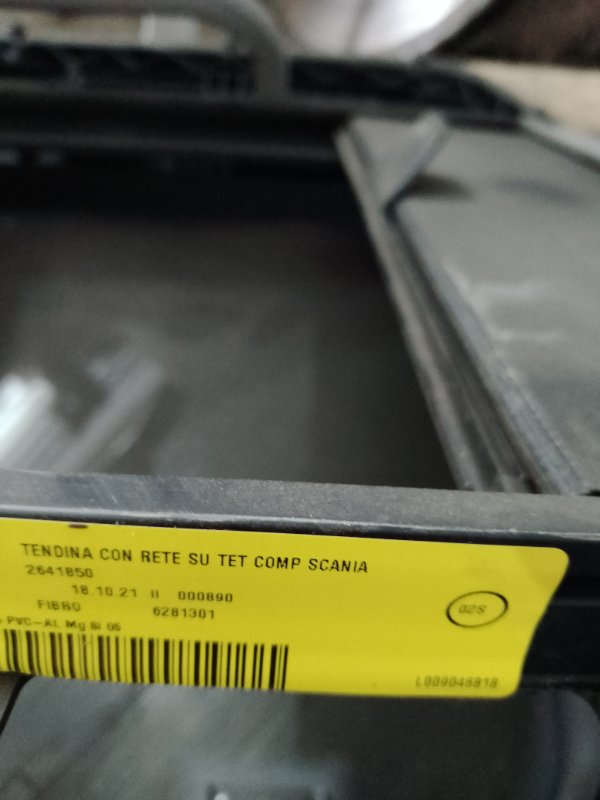 TENDINA CON RETE SU TET COMP SCANIA
2641850
18.10.21 II 000890
FIBRO 6281301
PVC-AL Mg Si 05
02S
L009046818